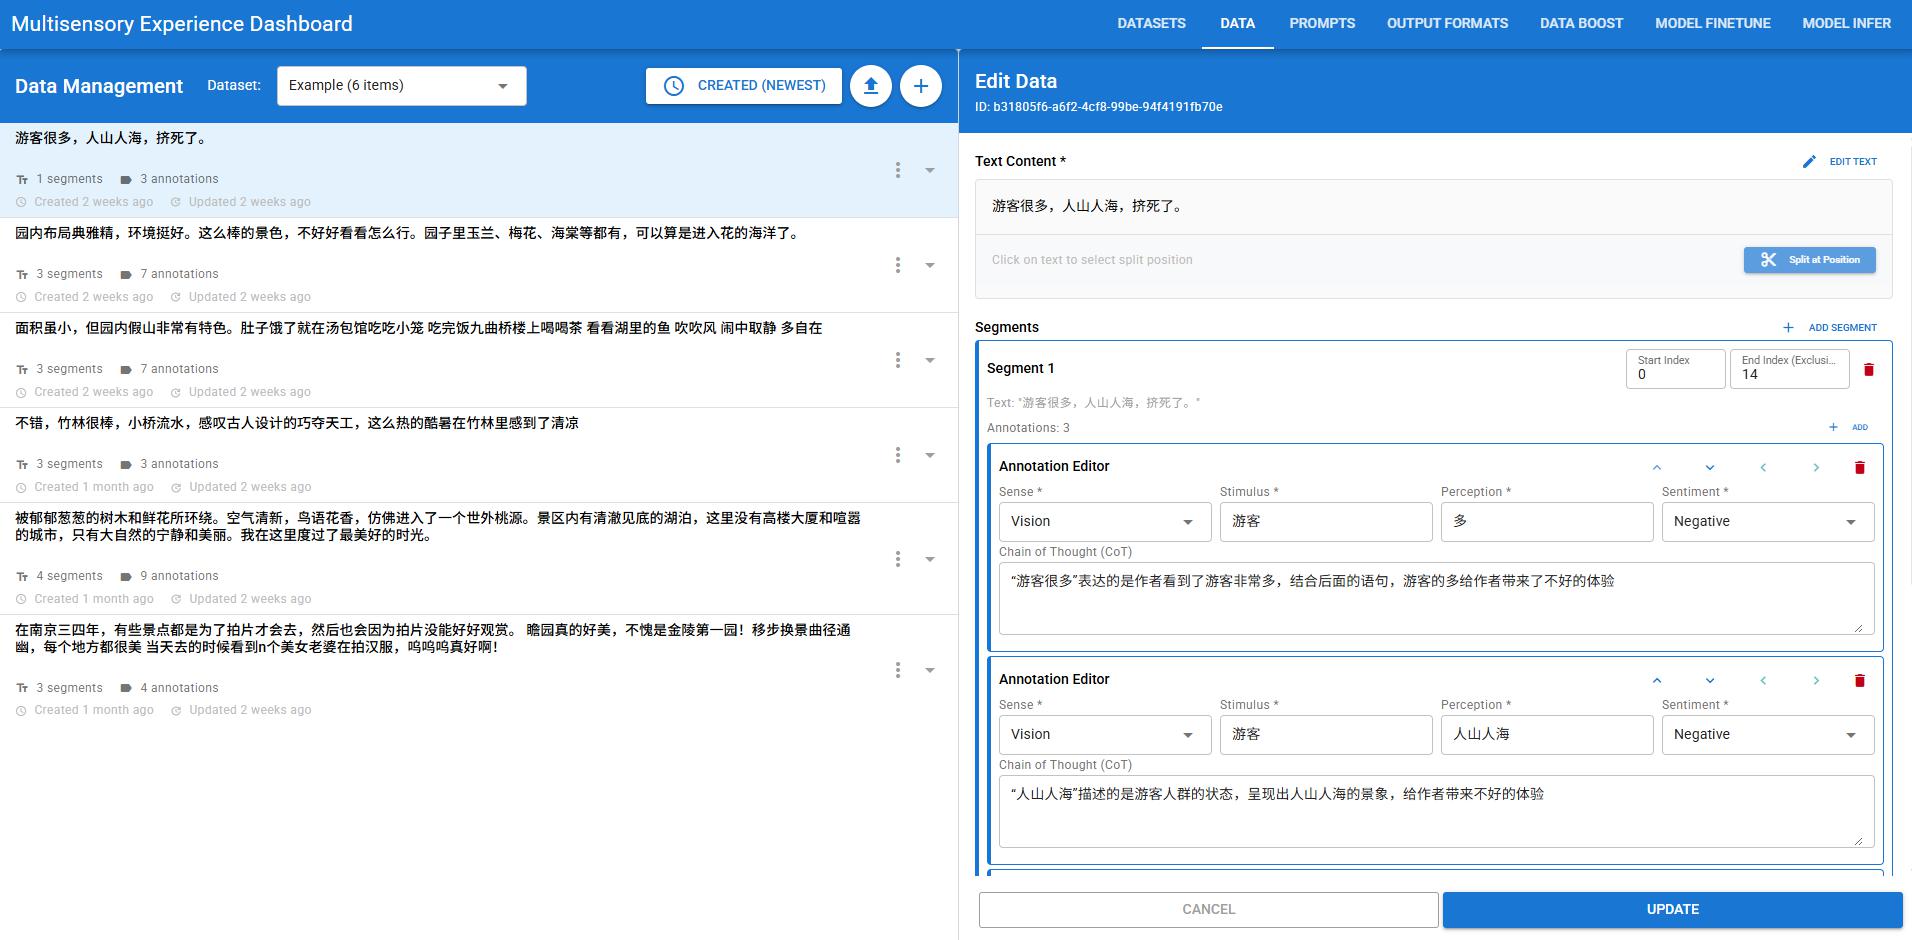 Multisensory Experience Dashboard
DATASETS DATA PROMPTS OUTPUT FORMATS DATA BOOST MODEL FINETUNE MODEL INFER
Data Management Dataset: Example (6 items) CREATED (NEWEST)
游客很多，人山人海，挤死了。
1 segments 3 annotations
Created 2 weeks ago Updated 2 weeks ago
园内布局典雅精，环境挺好。这么棒的景色，不好好看看怎么行。园子里玉兰、梅花、海棠等都有，可以算是进入花的海洋了。
3 segments 7 annotations
Created 2 weeks ago Updated 2 weeks ago
面积虽小，但园内假山非常有特色。肚子饿了就在汤包馆吃吃小笼 吃完饭九曲桥楼上喝喝茶 看看湖里的鱼 吹吹风 闹中取静 多自在
3 segments 7 annotations
Created 2 weeks ago Updated 2 weeks ago
不错，竹林很棒，小桥流水，感叹古人设计的巧夺天工，这么热的酷暑在竹林里感到了清凉
3 segments 3 annotations
Created 1 month ago Updated 2 weeks ago
被郁郁葱葱的树木和鲜花所环绕。空气清新，鸟语花香，仿佛进入了一个世外桃源。景区内有清澈见底的湖泊，这里没有高楼大厦和喧嚣
的城市，只有大自然的宁静和美丽。我在这里度过了最美好的时光。
4 segments 9 annotations
Created 1 month ago Updated 2 weeks ago
在南京三四年，有些景点都是为了拍片才会去，然后也会因为拍片没能好好观赏。 瞻园真的好美，不愧是金陵第一园！移步换景曲径通
幽，每个地方都很美 当天去的时候看到n个美女老婆在拍汉服，呜呜呜真好啊！
3 segments 4 annotations
Created 1 month ago Updated 2 weeks ago
Edit Data
ID: b31805f6-a6f2-4cf8-99be-94f4191fb70e
Text Content * EDIT TEXT
游客很多，人山人海，挤死了。
Click on text to select split position Split at Position
Segments ADD SEGMENT
Segment 1 Start Index 0 End Index (Exclusi... 14
Text: "游客很多，人山人海，挤死了。"
Annotations: 3 ADD
Annotation Editor
Sense * Stimulus * Perception * Sentiment *
Vision 游客 多 Negative
Chain of Thought (CoT)
“游客很多”表达的是作者看到了游客非常多，结合后面的语句，游客的多给作者带来了不好的体验
Annotation Editor
Sense * Stimulus * Perception * Sentiment *
Vision 游客 人山人海 Negative
Chain of Thought (CoT)
“人山人海”描述的是游客人群的状态，呈现出人山人海的景象，给作者带来不好的体验
CANCEL UPDATE